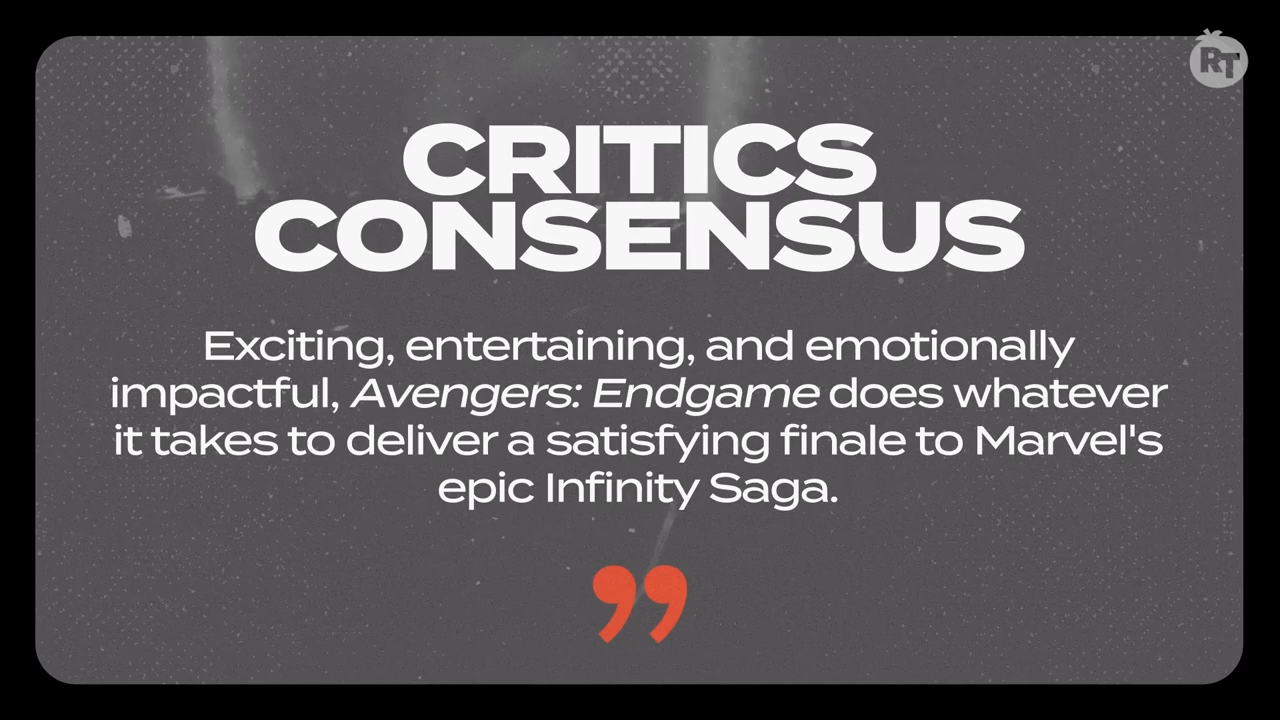 RT
CRITICS
CONSENSUS
Exciting, entertaining, and emotionally
impactful, Avengers: Endgame does whatever
it takes to deliver a satisfying finale to Marvel's
epic Infinity Saga.
”